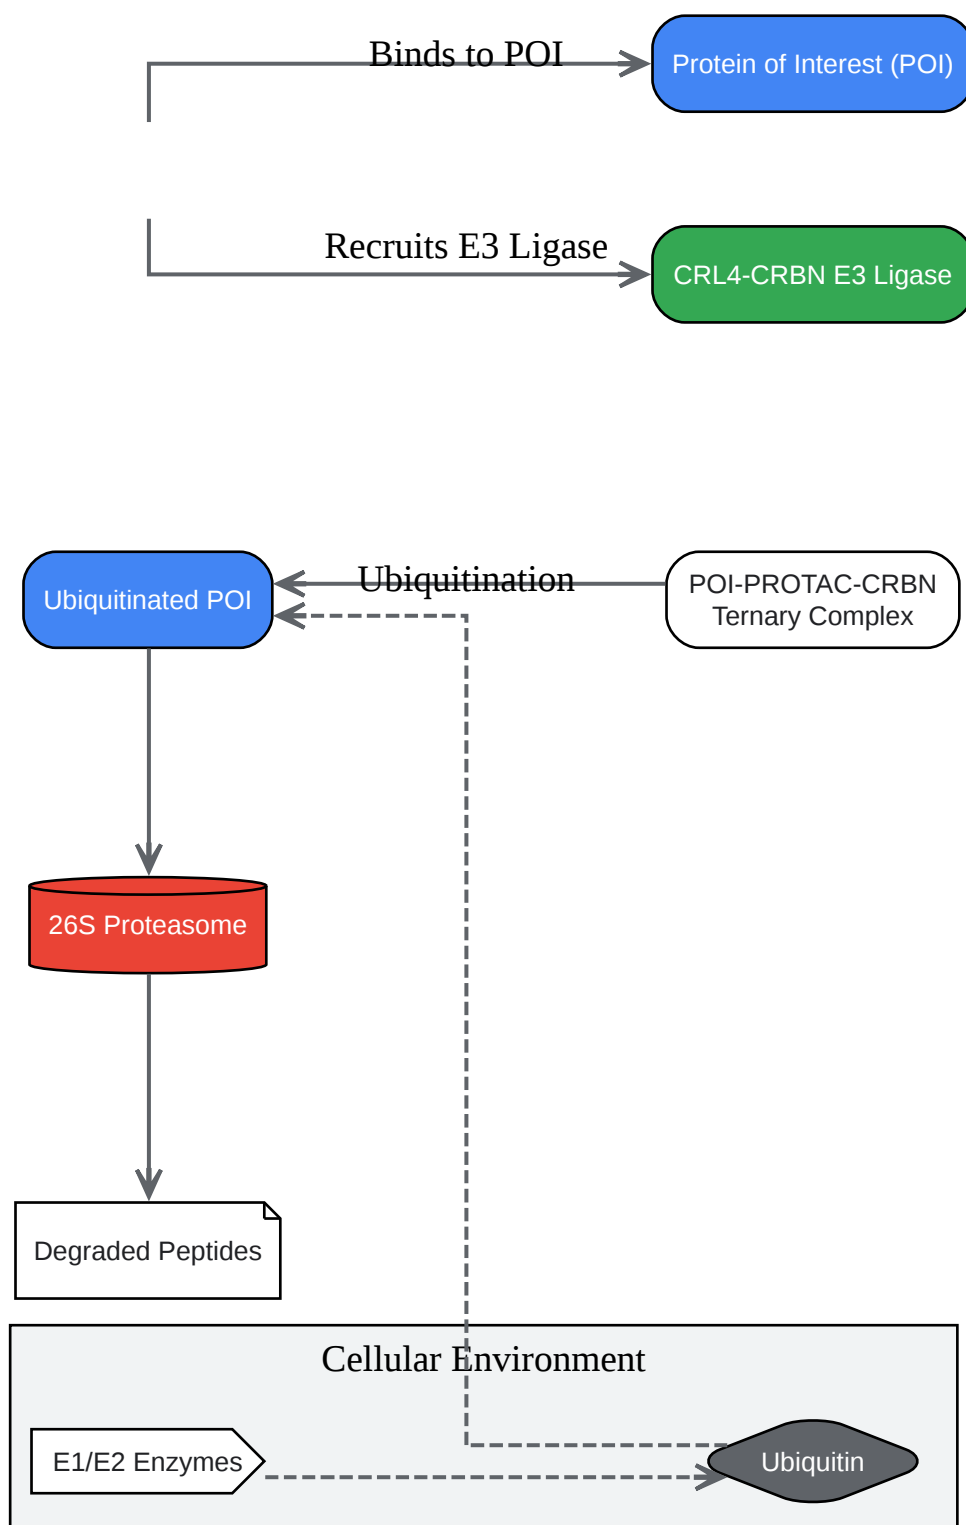 Binds to POI
Protein of Interest (POI)
Recruits E3 Ligase
CRL4-CRBN E3 Ligase
Ubiquitinated POI
Ubiquitination
POI-PROTAC-CRBN
Ternary Complex
26S Proteasome
Degraded Peptides
Cellular Environment
E1/E2 Enzymes
Ubiquitin